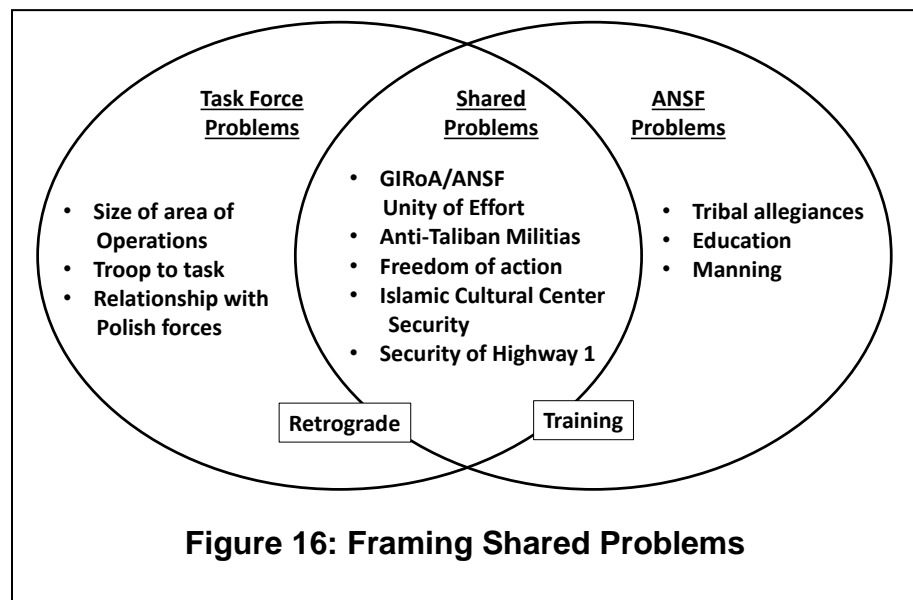 Task Force
Problems
• Size of area of
Operations
• Troop to task
• Relationship with
Polish forces
Shared
Problems
• GIRoA/ANSF
Unity of Effort
• Anti-Taliban Militias
• Freedom of action
• Islamic Cultural Center
Security
• Security of Highway 1
ANSF
Problems
• Tribal allegiances
• Education
• Manning
Retrograde
Training
Figure 16: Framing Shared Problems